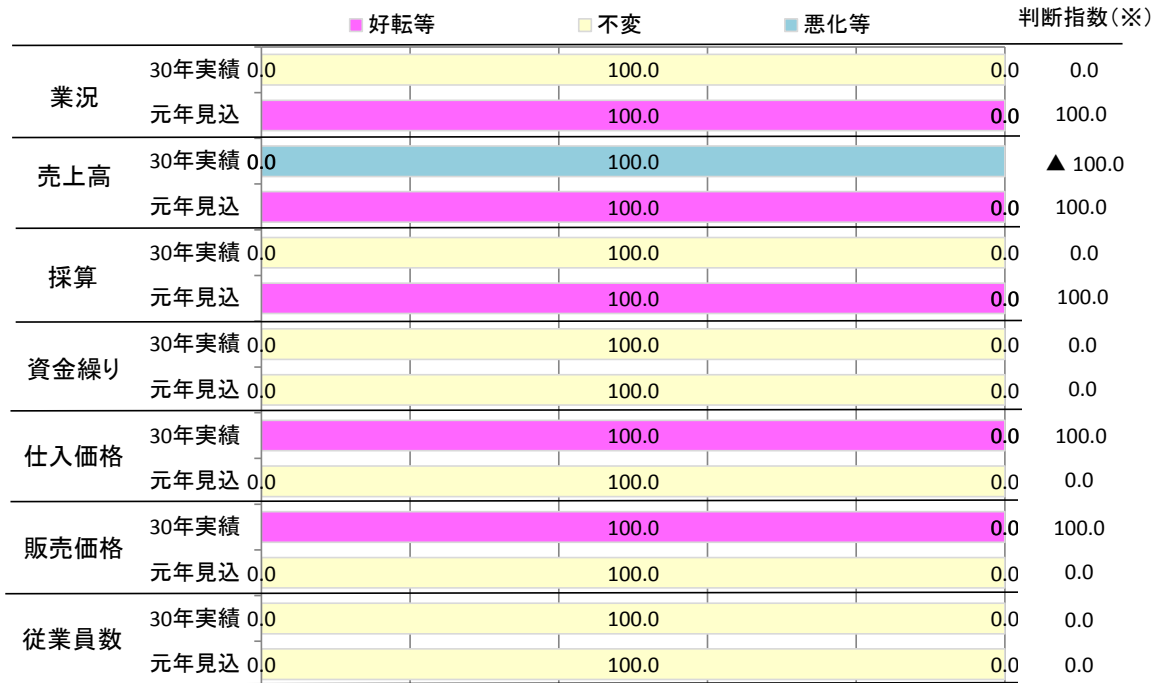 ■好転等 □不変 ■悪化等 判断指数(※)
業況
30年実績 0.0 100.0 0.0 0.0
元年見込 100.0 0.0 100.0
売上高
30年実績 0.0 100.0 ▲ 100.0
元年見込 100.0 0.0 100.0
採算
30年実績 0.0 100.0 0.0 0.0
元年見込 100.0 0.0 100.0
資金繰り
30年実績 0.0 100.0 0.0 0.0
元年見込 0.0 100.0 0.0 0.0
仕入価格
30年実績 100.0 0.0 100.0
元年見込 0.0 100.0 0.0 0.0
販売価格
30年実績 100.0 0.0 100.0
元年見込 0.0 100.0 0.0 0.0
従業員数
30年実績 0.0 100.0 0.0 0.0
元年見込 0.0 100.0 0.0 0.0